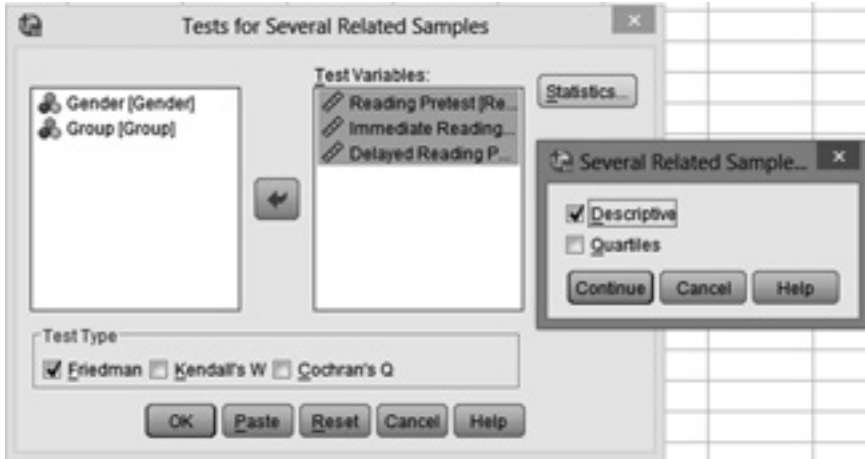 Tests for Several Related Samples
Test Variables:
Gender [Gender]
Group [Group]
Reading Pretest [Re...
Immediate Reading...
Delayed Reading P...
Statistics...
Several Related Sample...
Descriptive
Quartiles
Continue Cancel Help
Test Type
Friedman Kendall's W Cochran's Q
OK Paste Reset Cancel Help